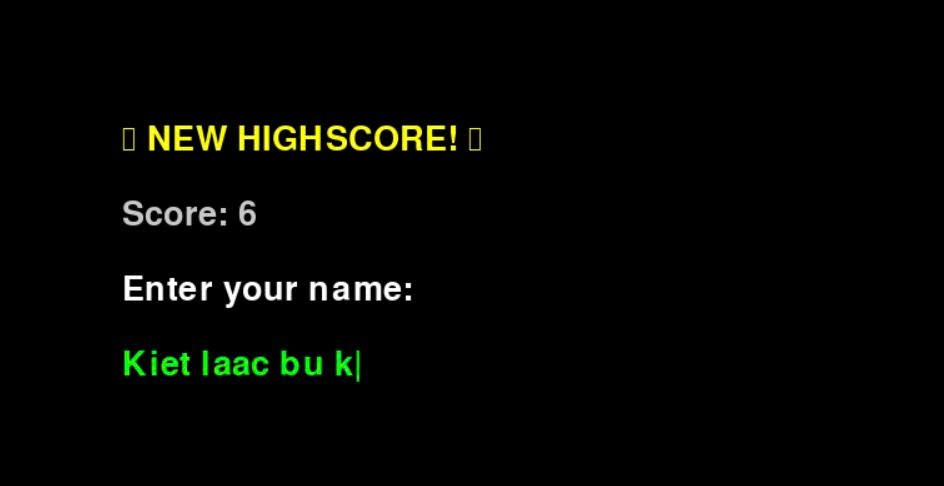 NEW HIGHSCORE!
Score: 6
Enter your name:
Kiet laac bu k|